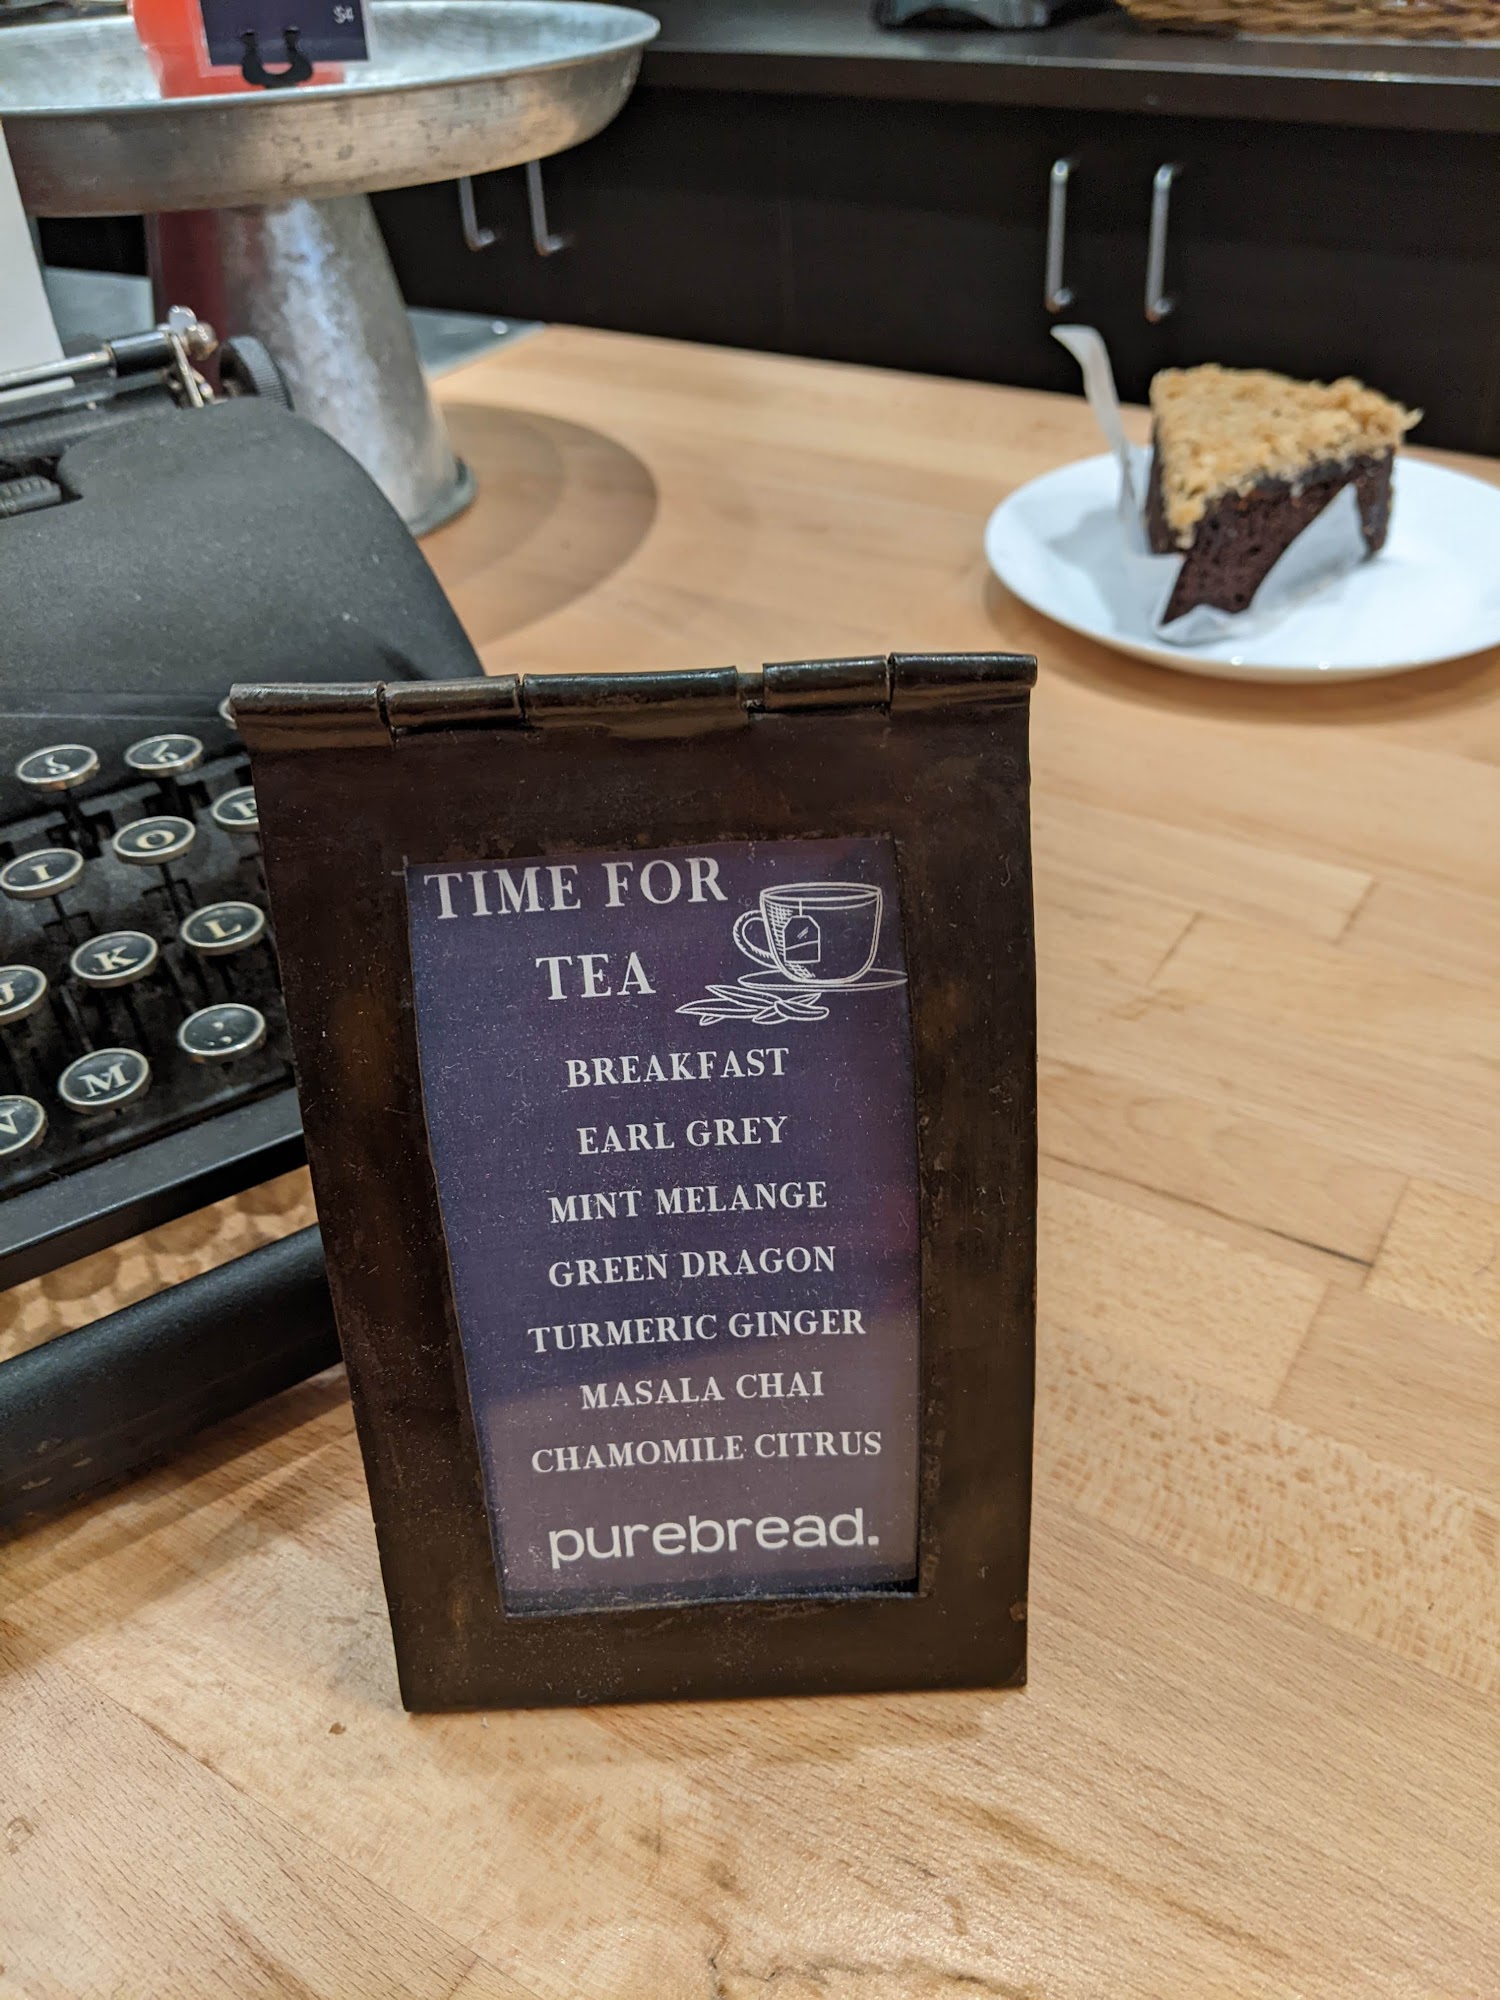 $4
TIME FOR
TEA
BREAKFAST
EARL GREY
MINT MELANGE
GREEN DRAGON
TURMERIC GINGER
MASALA CHAI
CHAMOMILE CITRUS
purebread.
I
O
J
K
L
M
,